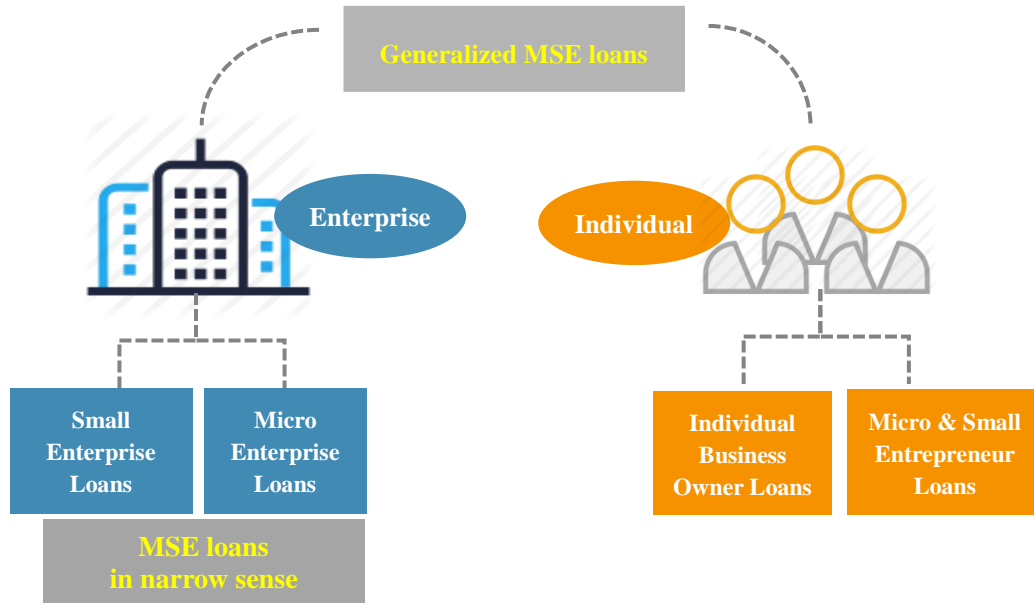 Generalized MSE loans
Enterprise
Individual
Small
Enterprise
Loans
Micro
Enterprise
Loans
Individual
Business
Owner Loans
Micro & Small
Entrepreneur
Loans
MSE loans
in narrow sense